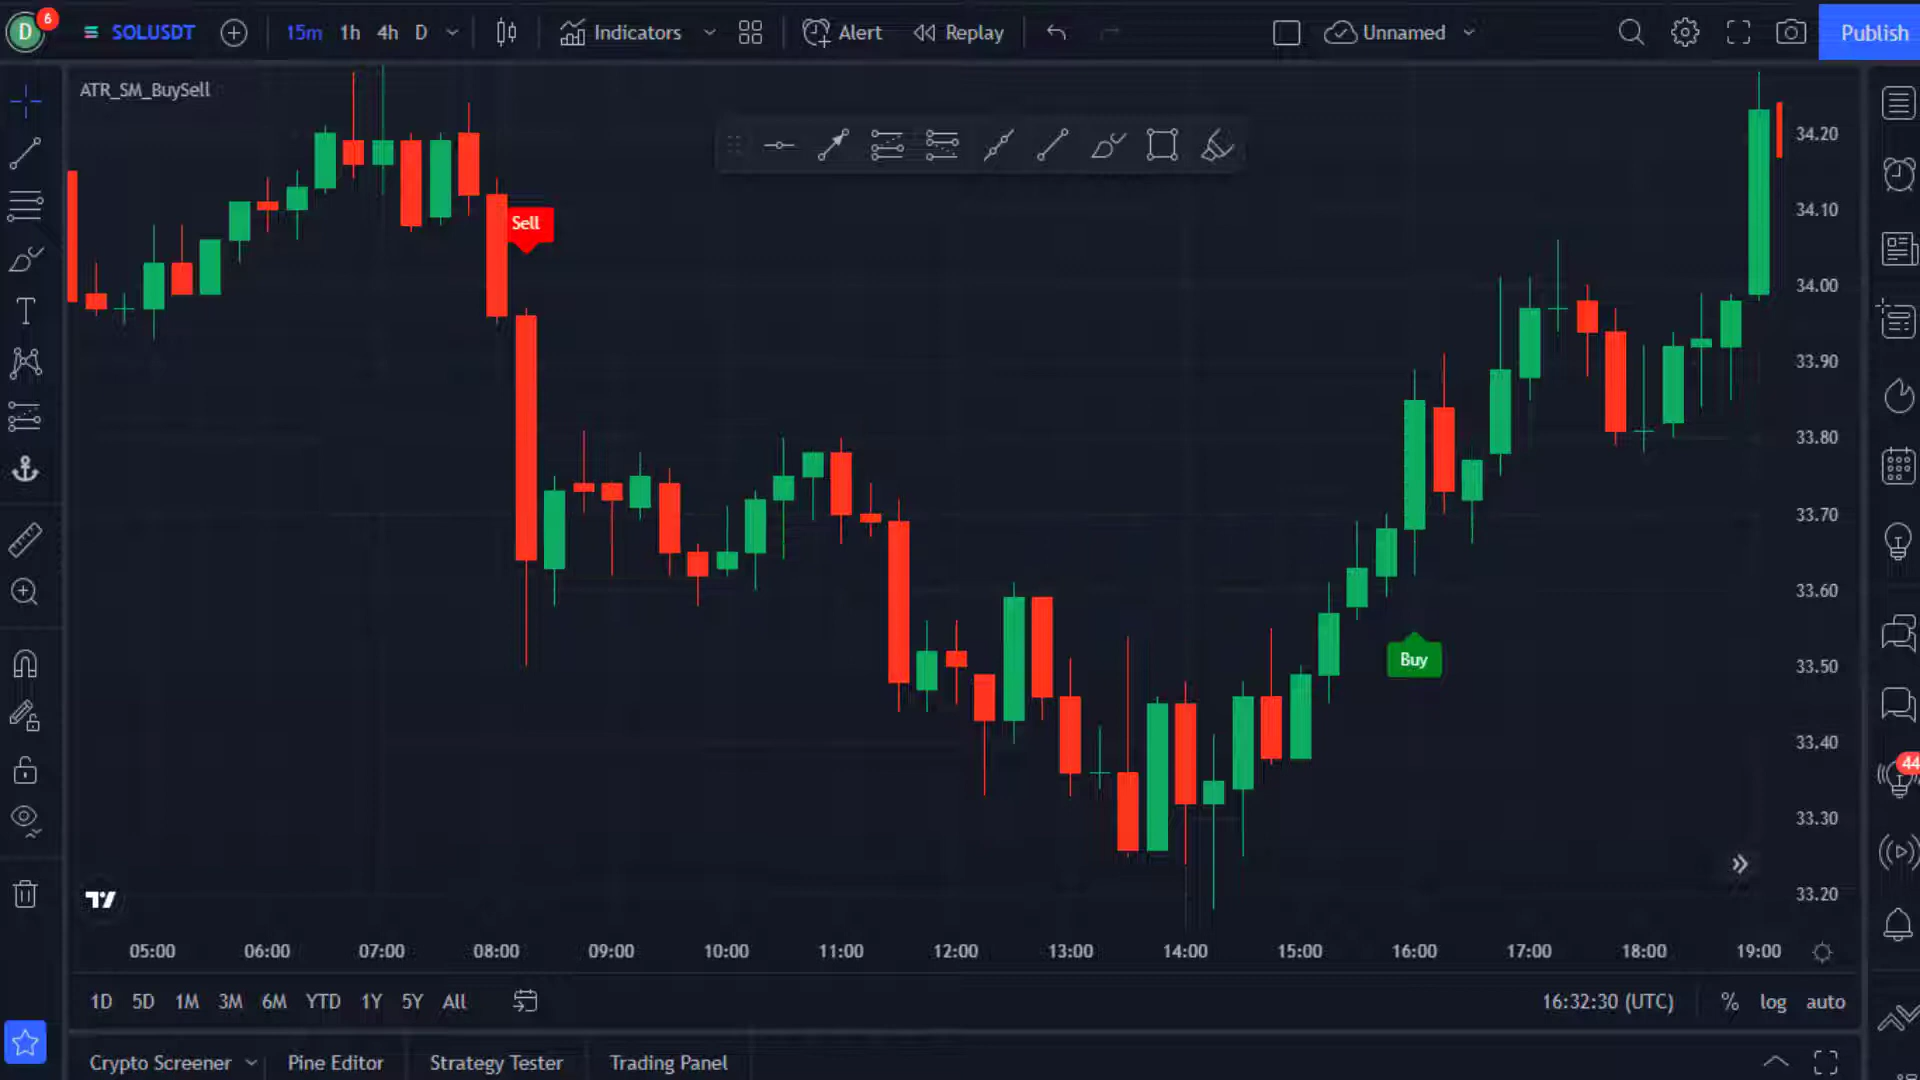 D 6 SOLUSDT 15m 1h 4h D Indicators Alert Replay Unnamed Publish
ATR_SM_BuySell
34.20
34.10
Sell
34.00
33.90
33.80
33.70
33.60
Buy
33.50
33.40
44
33.30
33.20
05:00 06:00 07:00 08:00 09:00 10:00 11:00 12:00 13:00 14:00 15:00 16:00 17:00 18:00 19:00
1D 5D 1M 3M 6M YTD 1Y 5Y All 16:32:30 (UTC) % log auto
Crypto Screener Pine Editor Strategy Tester Trading Panel